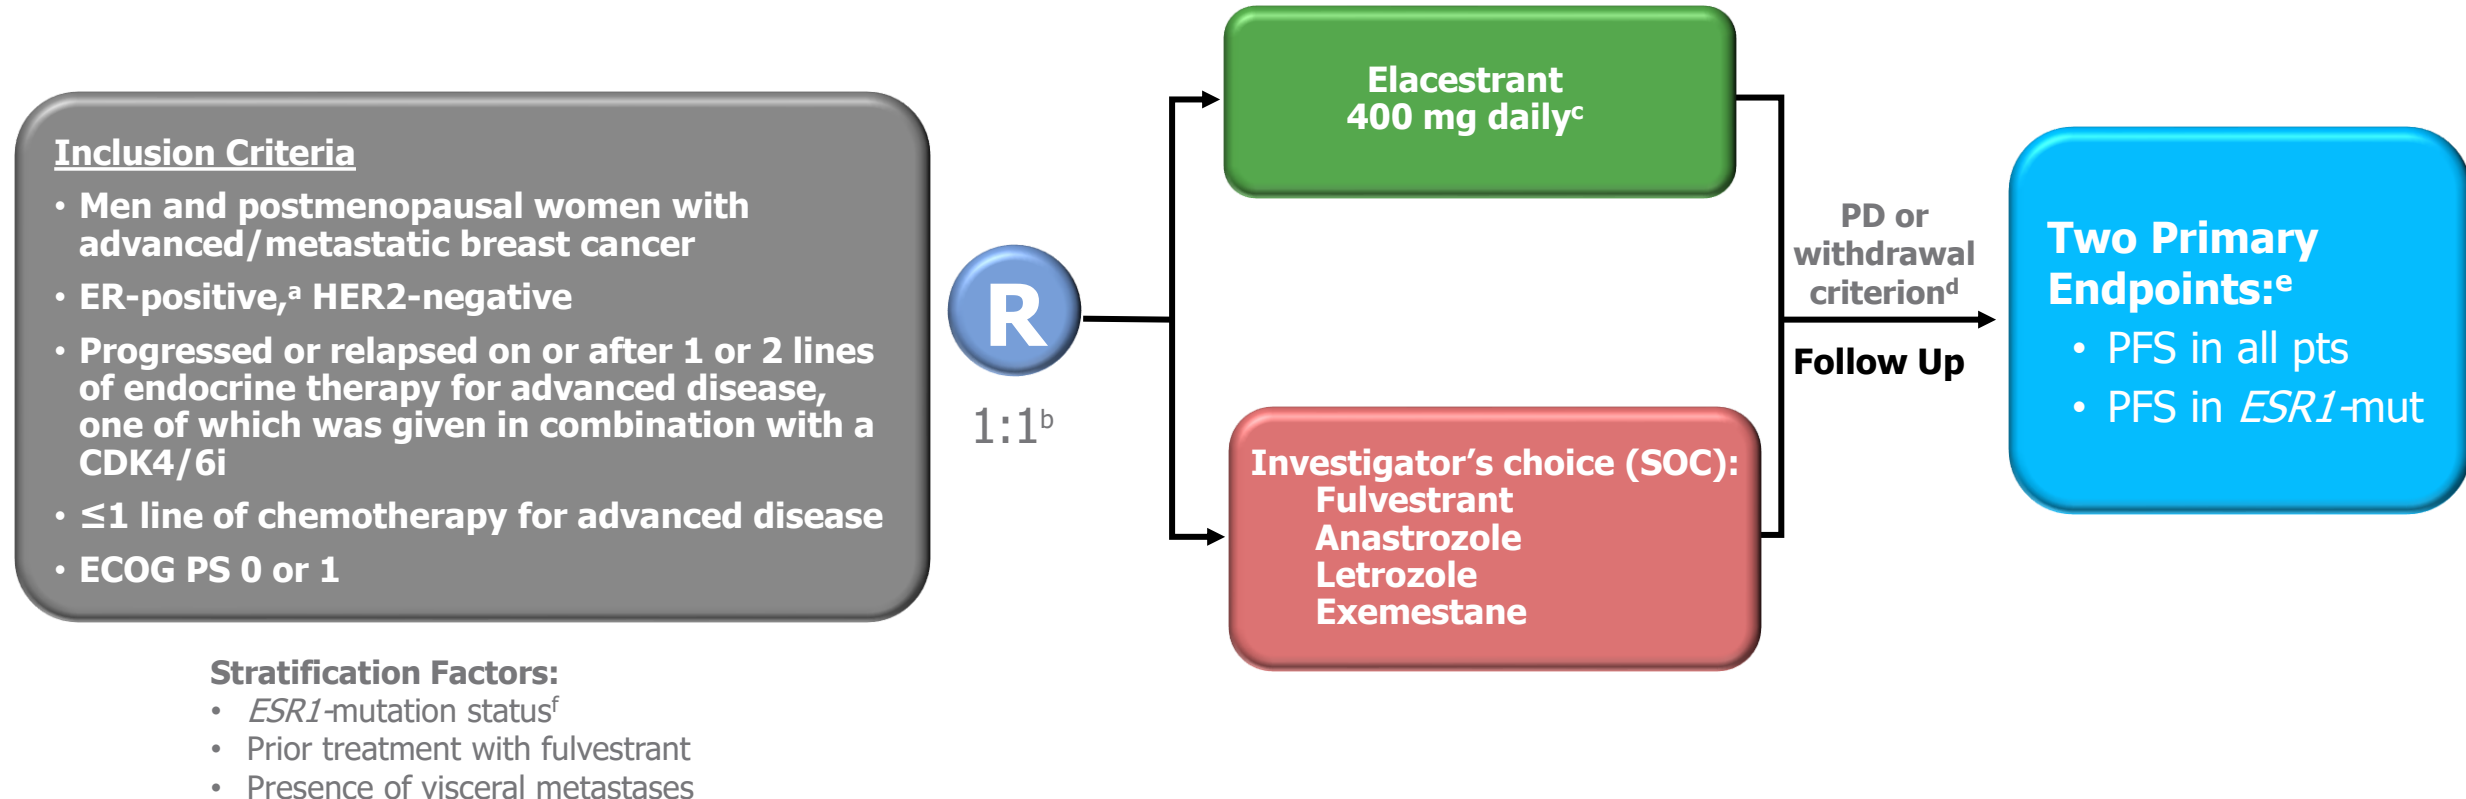 Inclusion Criteria
• Men and postmenopausal women with
advanced/metastatic breast cancer
• ER-positive,ᵃ HER2-negative
• Progressed or relapsed on or after 1 or 2 lines
of endocrine therapy for advanced disease,
one of which was given in combination with a
CDK4/6i
• ≤1 line of chemotherapy for advanced disease
• ECOG PS 0 or 1
Stratification Factors:
• ESR1-mutation statusᶠ
• Prior treatment with fulvestrant
• Presence of visceral metastases
R
1:1ᵇ
Elacestrant
400 mg dailyᶜ
Investigator’s choice (SOC):
Fulvestrant
Anastrozole
Letrozole
Exemestane
PD or
withdrawal
criterionᵈ
Follow Up
Two Primary
Endpoints:ᵉ
• PFS in all pts
• PFS in ESR1-mut